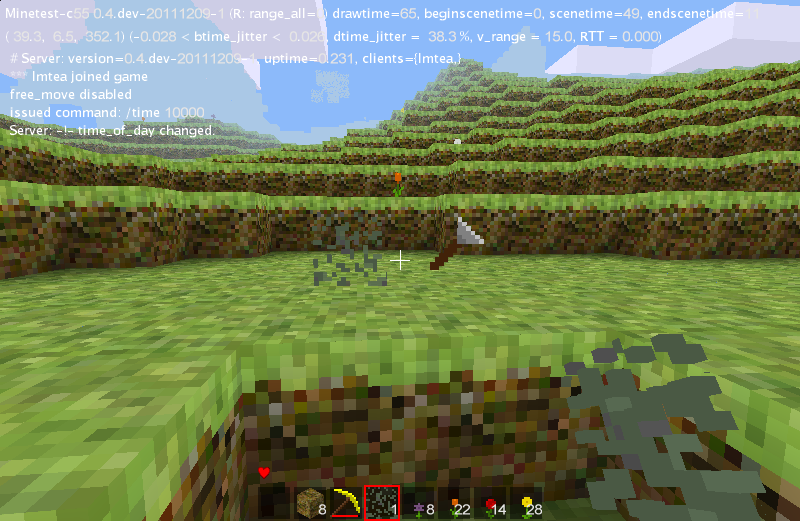 Minetest-c55 0.4.dev-20111209-1 (R: range_all= ) drawtime=65, beginscenetime=0, scenetime=49, endscenetime=
( 39.3, 6.5, 352.1) (-0.028 < btime_jitter < 0.026, dtime_jitter = 38.3 %, v_range = 15.0, RTT = 0.000)
# Server: version=0.4.dev-20111209-1, uptime=0.231, clients={lmtea,}
*** lmtea joined game
free_move disabled
issued command: /time 10000
Server: -!- time_of_day changed.
8 1 8 22 14 28